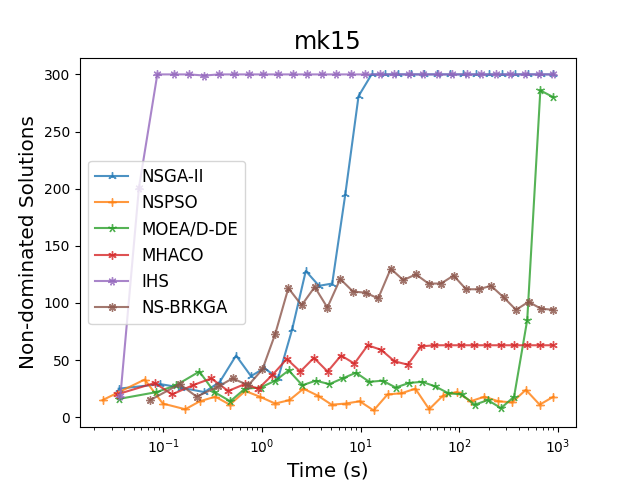 mk15
Non-dominated Solutions
300
250
200
150
100
50
0
NSGA-II
NSPSO
MOEA/D-DE
MHACO
IHS
NS-BRKGA
10⁻¹ 10⁰ 10¹ 10² 10³
Time (s)